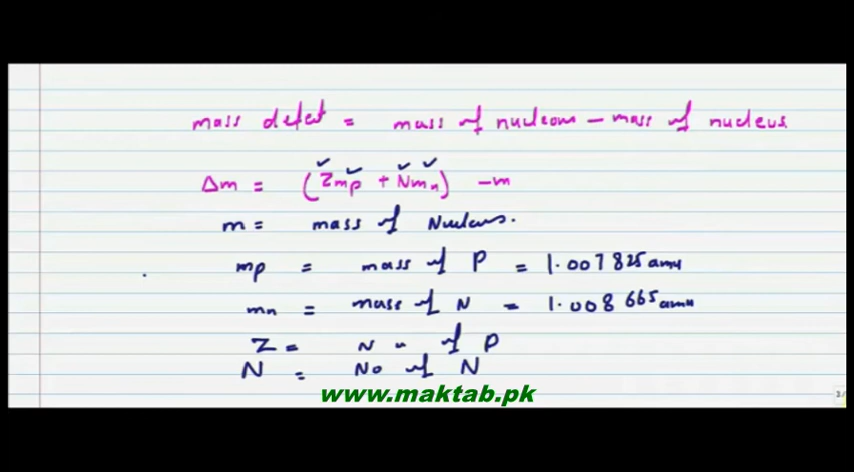 mass defect = mass of nucleons - mass of nucleus
Δm = (Zmp + Nmn) - m
m = mass of Nucleus.
mp = mass of P = 1.007825 amu
mn = mass of N = 1.008665 amu
Z = N of P
N = No of N
www.maktab.pk